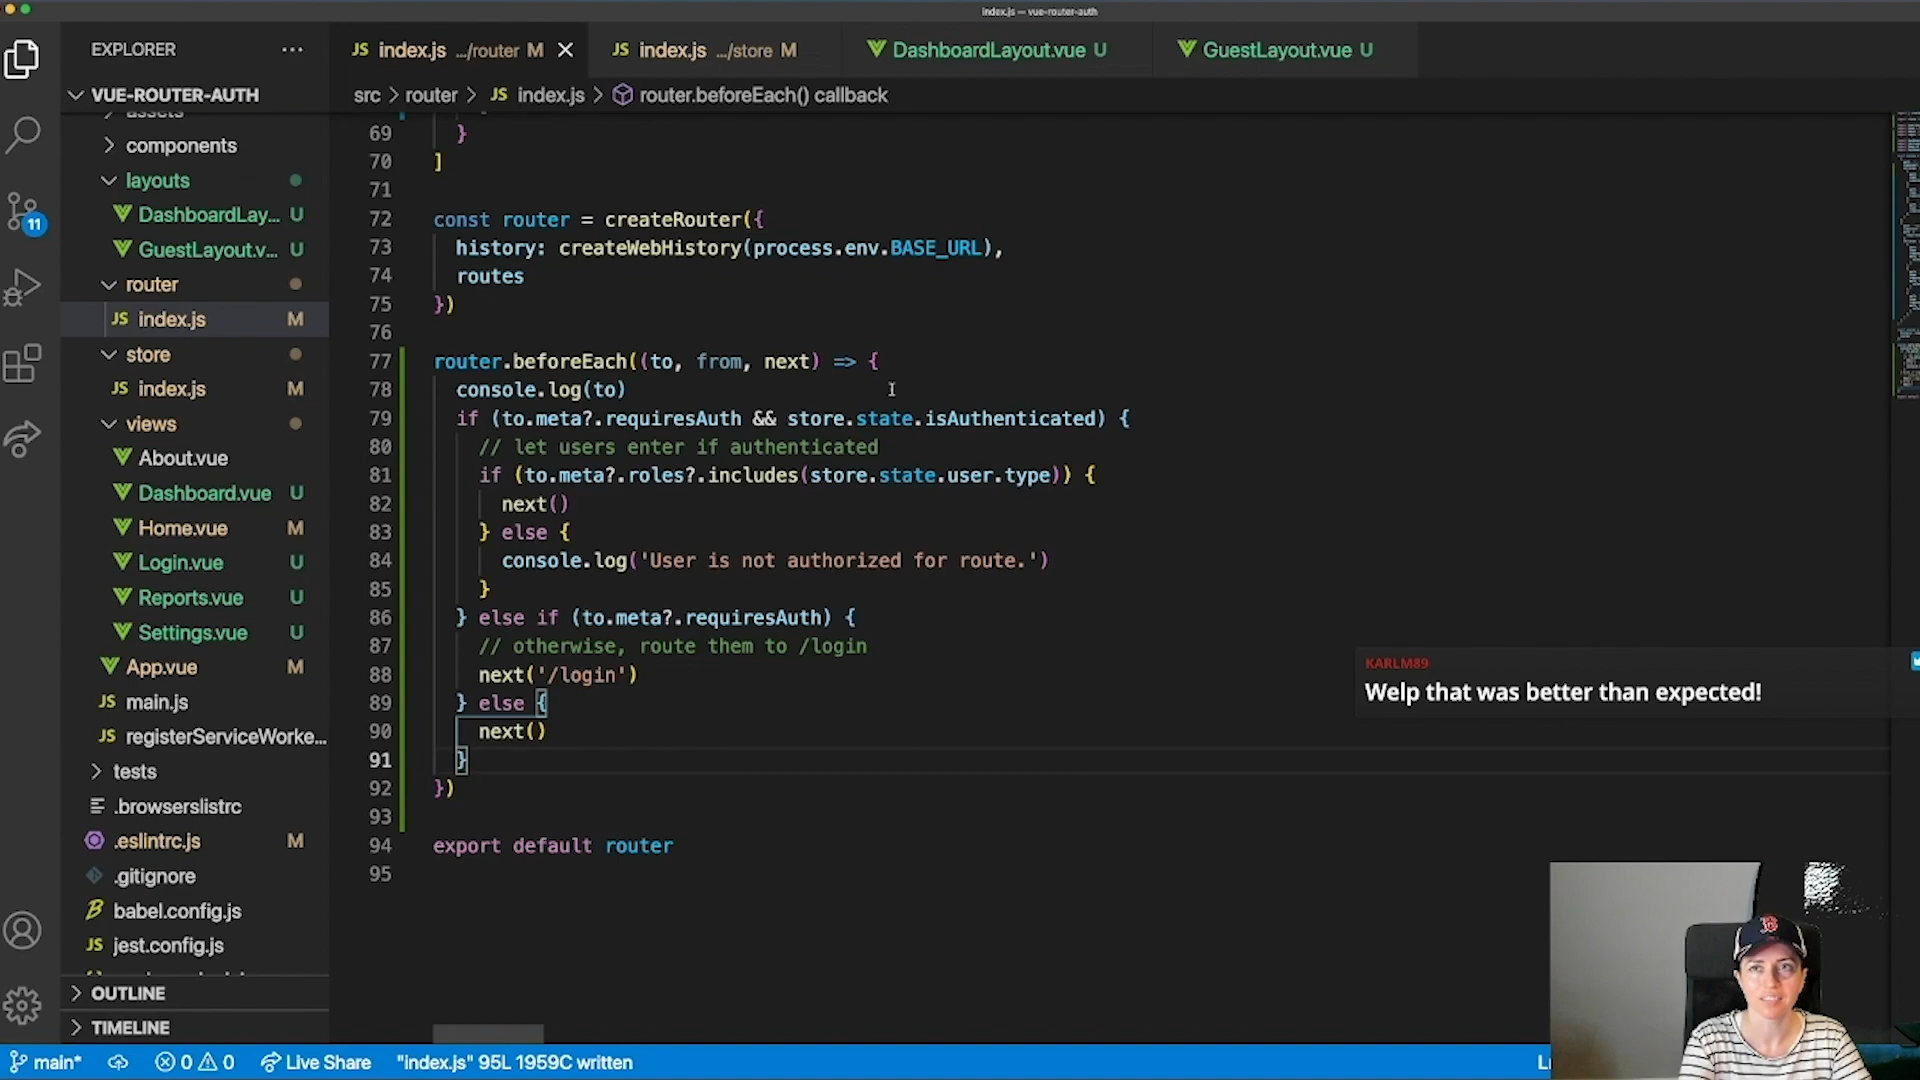 index.js — vue-router-auth
EXPLORER ...
JS index.js .../router M
JS index.js .../store M
DashboardLayout.vue U
GuestLayout.vue U
VUE-ROUTER-AUTH
src > router > JS index.js > router.beforeEach() callback
assets
components
layouts
DashboardLay... U
GuestLayout.v... U
router
JS index.js M
store
JS index.js M
views
About.vue
Dashboard.vue U
Home.vue M
Login.vue U
Reports.vue U
Settings.vue U
App.vue M
JS main.js
JS registerServiceWorke...
tests
.browserslistrc
.eslintrc.js M
.gitignore
babel.config.js
JS jest.config.js
OUTLINE
TIMELINE
11
69 }
70 ]
71
72 const router = createRouter({
73 history: createWebHistory(process.env.BASE_URL),
74 routes
75 })
76
77 router.beforeEach((to, from, next) => {
78 console.log(to)
79 if (to.meta?.requiresAuth && store.state.isAuthenticated) {
80 // let users enter if authenticated
81 if (to.meta?.roles?.includes(store.state.user.type)) {
82 next()
83 } else {
84 console.log('User is not authorized for route.')
85 }
86 } else if (to.meta?.requiresAuth) {
87 // otherwise, route them to /login
88 next('/login')
89 } else {
90 next()
91 }
92 })
93
94 export default router
95
KARLM89
Welp that was better than expected!
B
main* 0 0 Live Share "index.js" 95L 1959C written